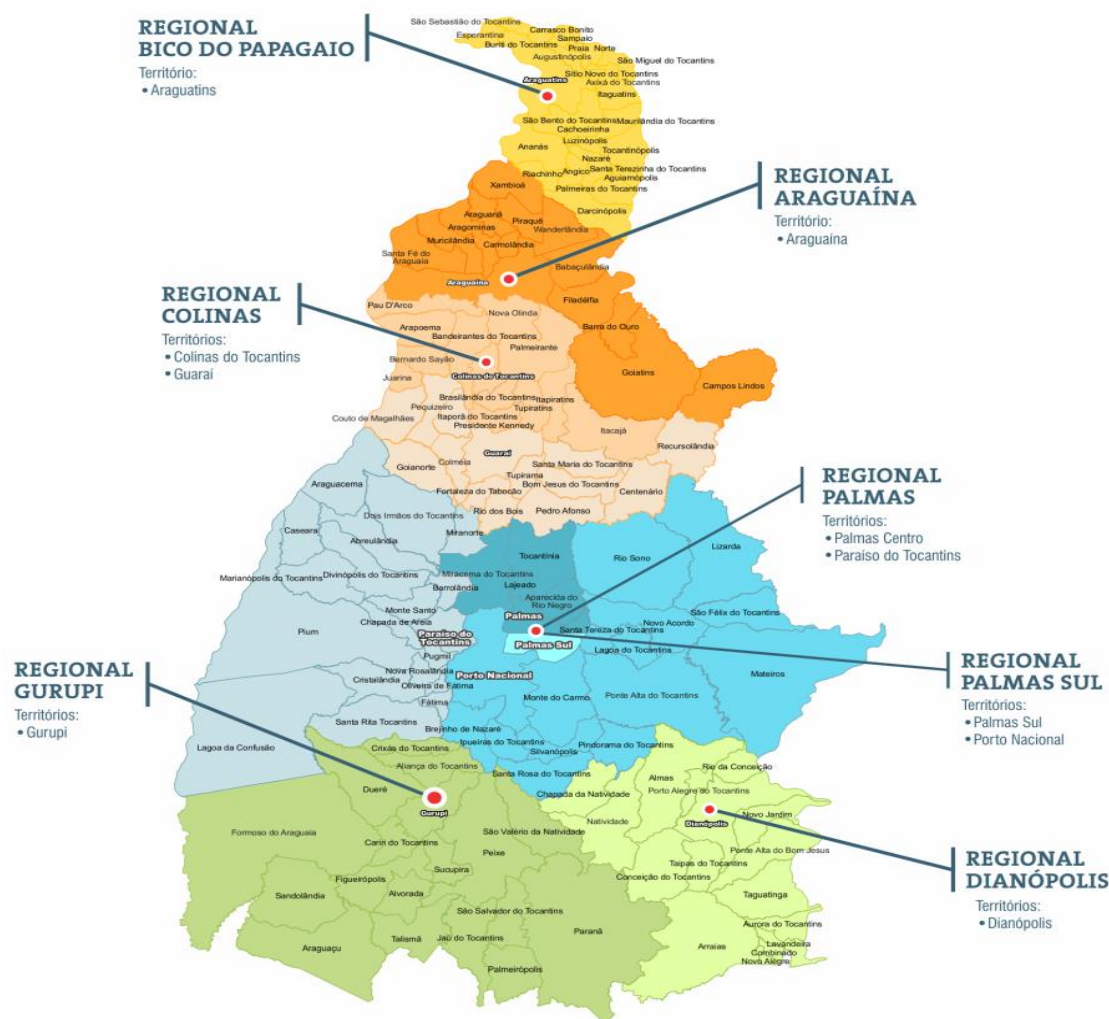 REGIONAL
BICO DO PAPAGAIO
Território:
• Araguatins
São Sebastião do Tocantins
Carrasco Bonito
Esperantina
Sampaio
Buriti do Tocantins
Praia Norte
Augustinópolis
São Miguel do Tocantins
Sítio Novo do Tocantins
Araguatins
Axixá do Tocantins
Itaguatins
São Bento do Tocantins
Maurilândia do Tocantins
Cachoeirinha
Luzinópolis
Ananás
Tocantinópolis
Nazaré
Santa Terezinha do Tocantins
Riachinho
Angico
Aguiarnópolis
Palmeiras do Tocantins
Darcinópolis
REGIONAL
ARAGUAÍNA
Território:
• Araguaína
Xambioá
Araguanã
Piraquê
Aragominas
Wanderlândia
Muricilândia
Carmolândia
Santa Fé do
Araguaia
Babaçulândia
Araguaína
Filadélfia
Barra do Ouro
Goiatins
Campos Lindos
REGIONAL
COLINAS
Territórios:
• Colinas do Tocantins
• Guaraí
Pau D'Arco
Nova Olinda
Arapoema
Bandeirantes do Tocantins
Palmeirante
Bernardo Sayão
Colinas do Tocantins
Juarina
Brasilândia do Tocantins
Itapiratins
Pequizeiro
Tupiratins
Couto de Magalhães
Itaporã do Tocantins
Presidente Kennedy
Itacajá
Recursolândia
Guaraí
Goianorte
Colméia
Santa Maria do Tocantins
Tupirama
Bom Jesus do Tocantins
Fortaleza do Tabocão
Centenário
Rio dos Bois
Pedro Afonso
REGIONAL
PALMAS
Territórios:
• Palmas Centro
• Paraíso do Tocantins
Araguacema
Dois Irmãos do Tocantins
Caseara
Miranorte
Abreulândia
Tocantínia
Rio Sono
Lizarda
Marianópolis do Tocantins
Divinópolis do Tocantins
Miracema do Tocantins
Barrolândia
Lajeado
Aparecida do
Rio Negro
Monte Santo
Palmas
São Félix do Tocantins
Chapada de Areia
Novo Acordo
Pium
Paraíso do
Tocantins
Santa Tereza do Tocantins
Palmas Sul
Lagoa do Tocantins
Pugmil
Nova Rosalândia
Porto Nacional
Mateiros
Cristalândia
Oliveira de Fatima
Fatima
Monte do Carmo
Ponte Alta do Tocantins
Santa Rita Tocantins
Brejinho de Nazaré
Lagoa da Confusão
Ipueiras do Tocantins
Silvanópolis
Pindorama do Tocantins
Santa Rosa do Tocantins
REGIONAL
PALMAS SUL
Territórios:
• Palmas Sul
• Porto Nacional
REGIONAL
GURUPI
Territórios:
• Gurupi
Crixás do Tocantins
Aliança do Tocantins
Dueré
Gurupi
Formoso do Araguaia
São Valério da Natividade
Cariri do Tocantins
Peixe
Sucupira
Figueirópolis
Sandolândia
Alvorada
São Salvador do Tocantins
Paranã
Araguaçu
Talismã
Jaú do Tocantins
Palmeirópolis
Rio da Conceição
Almas
Chapada da Natividade
Porto Alegre do Tocantins
Natividade
Dianópolis
Novo Jardim
Ponte Alta do Bom Jesus
Taipas do Tocantins
Conceição do Tocantins
Taguatinga
Aurora do Tocantins
Arraias
Lavandeira
Combinado
Nova Alegre
REGIONAL
DIANÓPOLIS
Territórios:
• Dianópolis